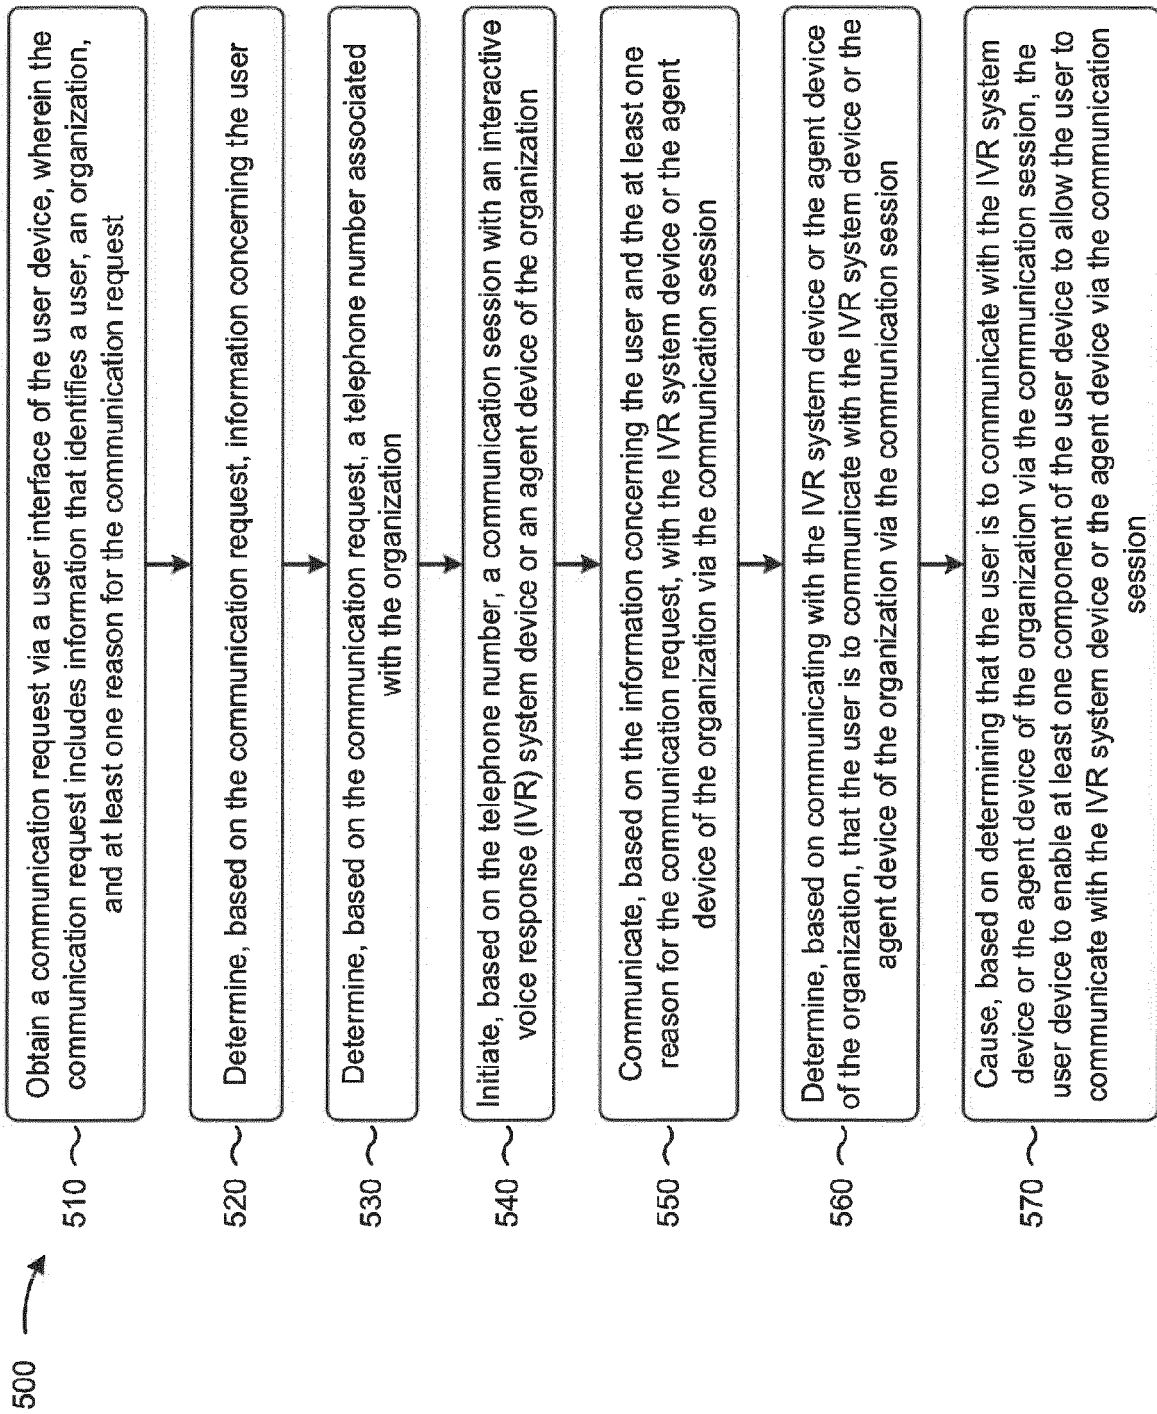 500
510
Obtain a communication request via a user interface of the user device, wherein the
communication request includes information that identifies a user, an organization,
and at least one reason for the communication request
520
Determine, based on the communication request, information concerning the user
530
Determine, based on the communication request, a telephone number associated
with the organization
540
Initiate, based on the telephone number, a communication session with an interactive
voice response (IVR) system device or an agent device of the organization
550
Communicate, based on the information concerning the user and the at least one
reason for the communication request, with the IVR system device or the agent
device of the organization via the communication session
560
Determine, based on communicating with the IVR system device or the agent device
of the organization, that the user is to communicate with the IVR system device or the
agent device of the organization via the communication session
570
Cause, based on determining that the user is to communicate with the IVR system
device or the agent device of the organization via the communication session, the
user device to enable at least one component of the user device to allow the user to
communicate with the IVR system device or the agent device via the communication
session